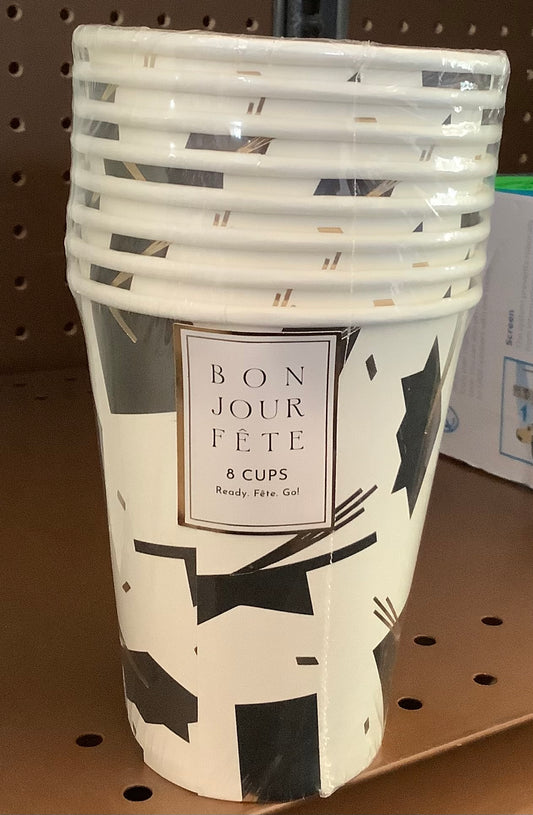 BON
JOUR
FÊTE
8 CUPS
Ready. Fête. Go!
Screen